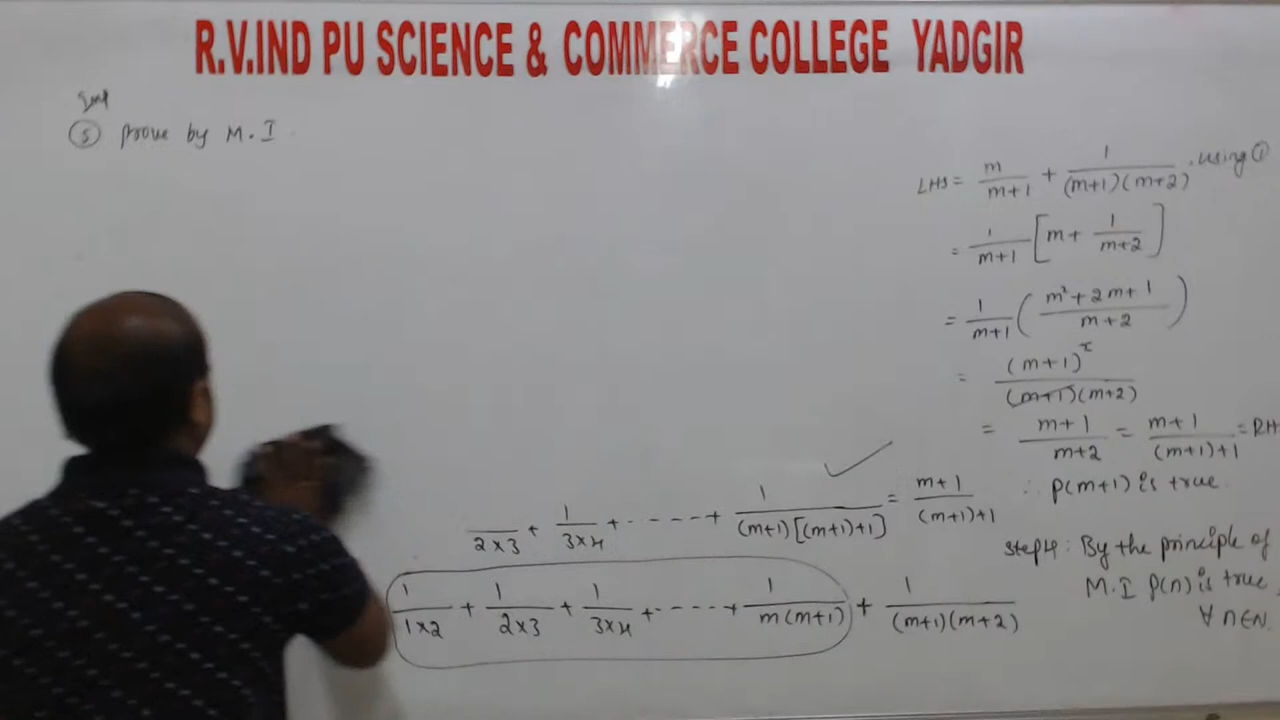 R.V.IND PU SCIENCE & COMMERCE COLLEGE YADGIR
Imp
⑤ prove by M.I.
LHS = m/(m+1) + 1/((m+1)(m+2)) . using ①
= 1/(m+1) [m + 1/(m+2)]
= 1/(m+1) ((m²+2m+1)/(m+2))
= (m+1)²/((m+1)(m+2))
= (m+1)/(m+2) = (m+1)/((m+1)+1) = RH
∴ P(m+1) is true
/(2×3) + 1/(3×4) + - - - - - + 1/((m+1)[(m+1)+1]) = (m+1)/((m+1)+1)
1/(1×2) + 1/(2×3) + 1/(3×4) + - - - - - + 1/(m(m+1)) + 1/((m+1)(m+2))
step4: By the principle of
M.I P(n) is true
∀ n∈N.